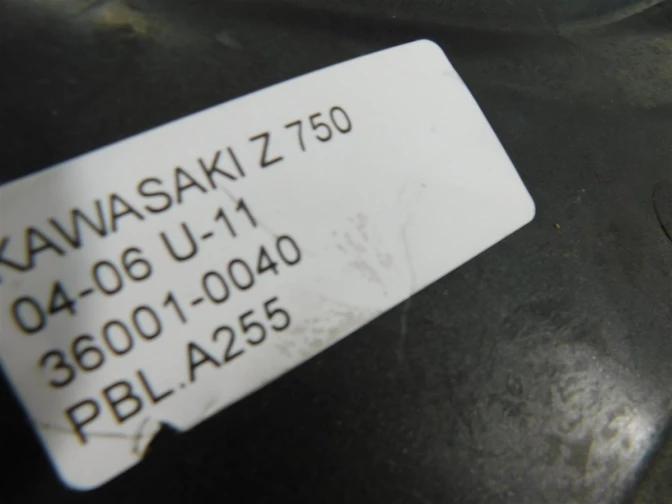 KAWASAKI Z 750
04-06 U-11
36001-0040
PBL.A255